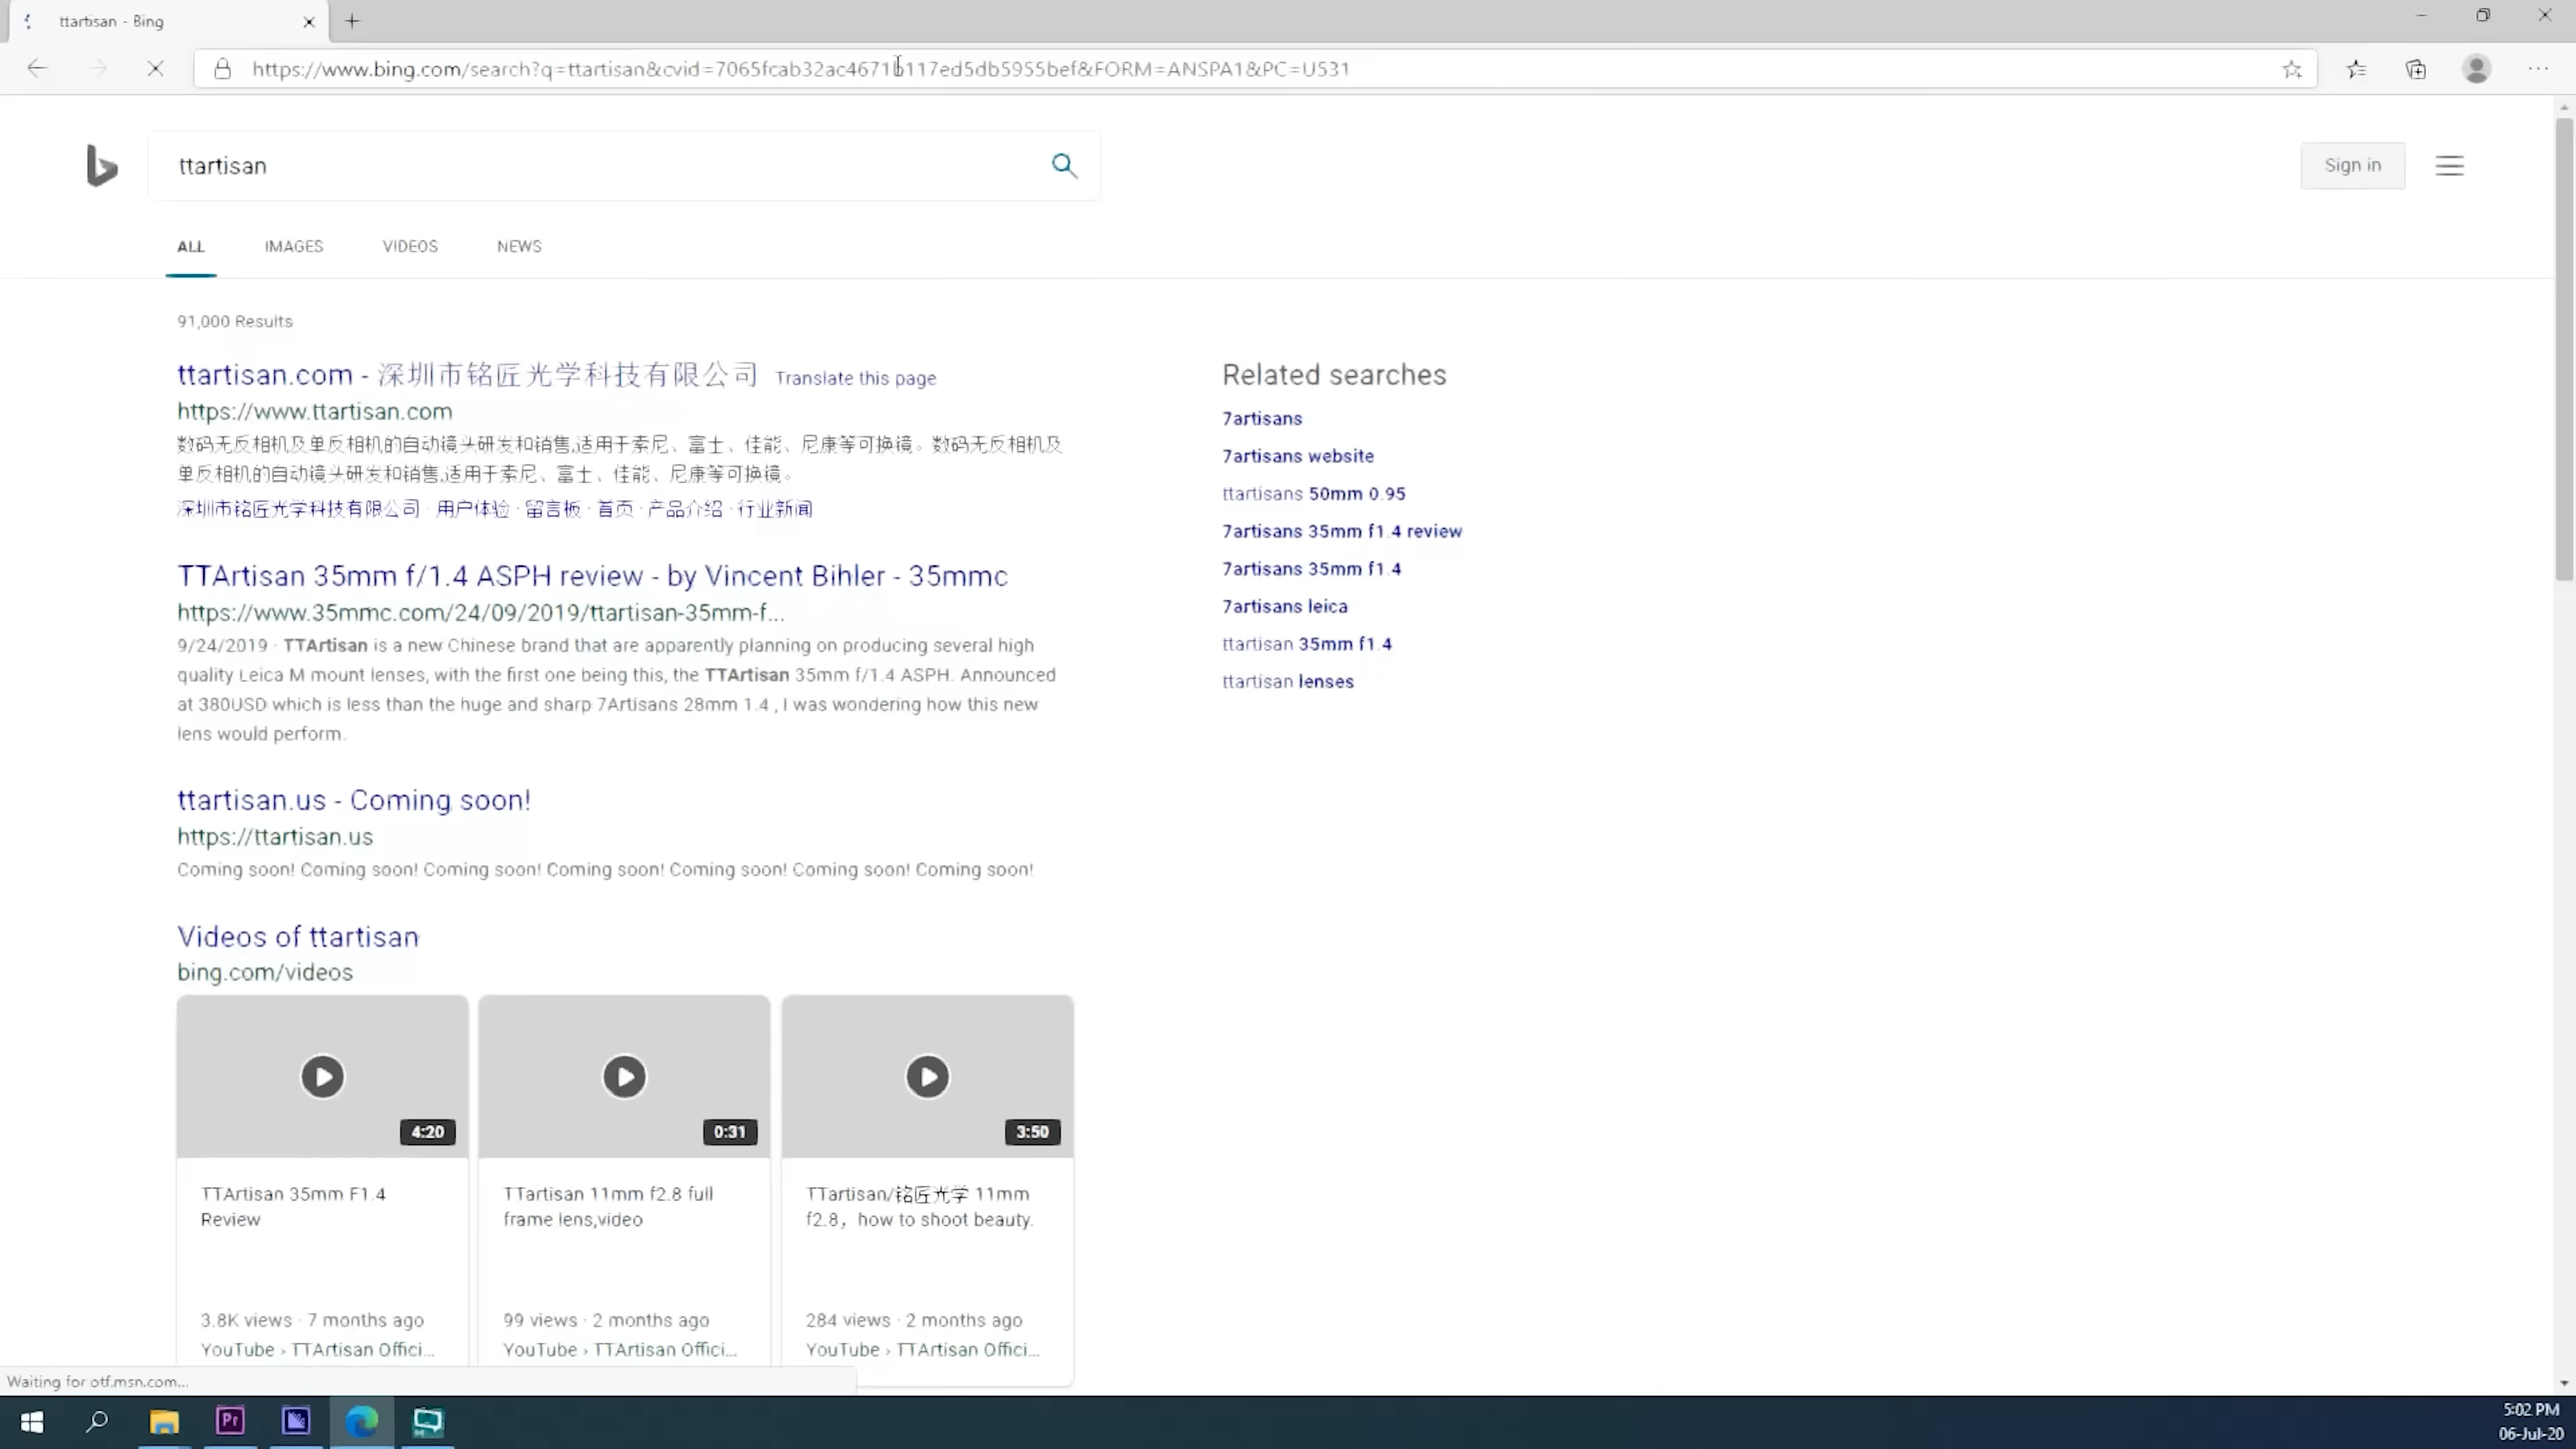 ttartisan - Bing
https://www.bing.com/search?q=ttartisan&cvid=7065fcab32ac4671b117ed5db5955bef&FORM=ANSPA1&PC=U531
ttartisan
Sign in
ALL IMAGES VIDEOS NEWS
91,000 Results
ttartisan.com - 深圳市铭匠光学科技有限公司 Translate this page
https://www.ttartisan.com
数码无反相机及单反相机的自动镜头研发和销售,适用于索尼、富士、佳能、尼康等可换镜。数码无反相机及
单反相机的自动镜头研发和销售,适用于索尼、富士、佳能、尼康等可换镜。
深圳市铭匠光学科技有限公司 · 用户体验 · 留言板 · 首页 · 产品介绍 · 行业新闻
TTArtisan 35mm f/1.4 ASPH review - by Vincent Bihler - 35mmc
https://www.35mmc.com/24/09/2019/ttartisan-35mm-f...
9/24/2019 · TTArtisan is a new Chinese brand that are apparently planning on producing several high
quality Leica M mount lenses, with the first one being this, the TTArtisan 35mm f/1.4 ASPH. Announced
at 380USD which is less than the huge and sharp 7Artisans 28mm 1.4 , I was wondering how this new
lens would perform.
ttartisan.us - Coming soon!
https://ttartisan.us
Coming soon! Coming soon! Coming soon! Coming soon! Coming soon! Coming soon! Coming soon!
Videos of ttartisan
bing.com/videos
4:20
0:31
3:50
TTArtisan 35mm F1.4
Review
3.8K views · 7 months ago
YouTube › TTArtisan Offici...
TTartisan 11mm f2.8 full
frame lens,video
99 views · 2 months ago
YouTube › TTArtisan Offici...
TTartisan/铭匠光学 11mm
f2.8，how to shoot beauty.
284 views · 2 months ago
YouTube › TTArtisan Offici...
Related searches
7artisans
7artisans website
ttartisans 50mm 0.95
7artisans 35mm f1.4 review
7artisans 35mm f1.4
7artisans leica
ttartisan 35mm f1.4
ttartisan lenses
Waiting for otf.msn.com...
Pr
5:02 PM
06-Jul-20